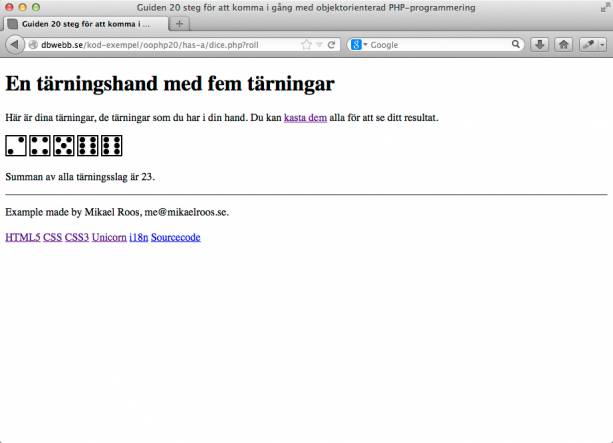 Guiden 20 steg för att komma i gång med objektorienterad PHP-programmering
Guiden 20 steg för att komma i ...
dbwebb.se/kod-exempel/oophp20/has-a/dice.php?roll
Google
En tärningshand med fem tärningar
Här är dina tärningar, de tärningar som du har i din hand. Du kan kasta dem alla för att se ditt resultat.
Summan av alla tärningsslag är 23.
Example made by Mikael Roos, me@mikaelroos.se.
HTML5 CSS CSS3 Unicorn i18n Sourcecode